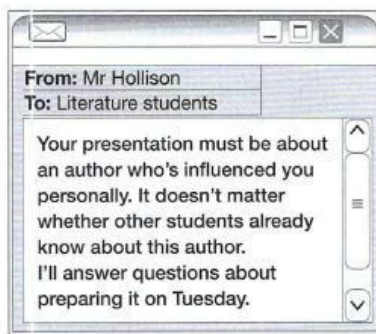 From: Mr Hollison
To: Literature students
Your presentation must be about
an author who's influenced you
personally. It doesn't matter
whether other students already
know about this author.
I'll answer questions about
preparing it on Tuesday.